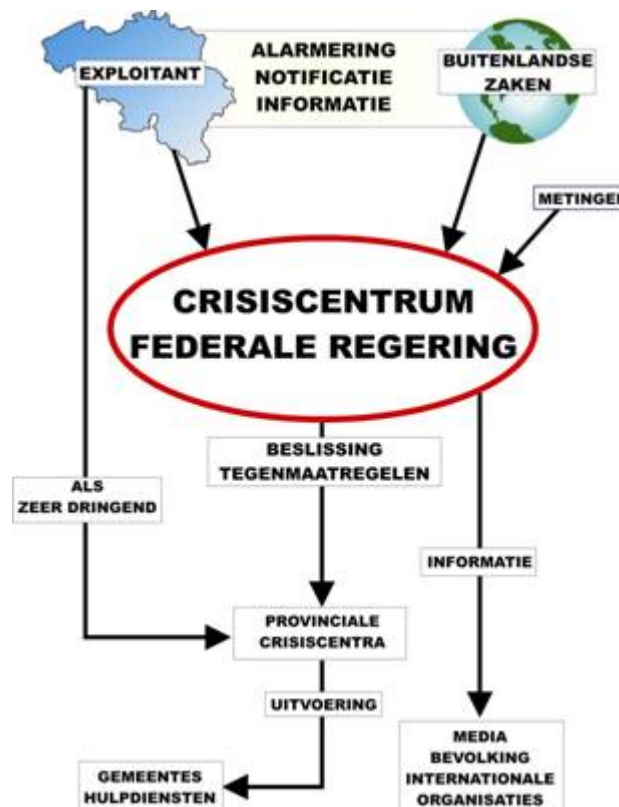 EXPLOITANT
ALARMERING
NOTIFICATIE
INFORMATIE
BUITENLANDSE
ZAKEN
METINGEN
CRISISCENTRUM
FEDERALE REGERING
BESLISSING
TEGENMAATREGELEN
ALS
ZEER DRINGEND
INFORMATIE
PROVINCIALE
CRISISCENTRA
UITVOERING
GEMEENTES
HULPDIENSTEN
MEDIA
BEVOLKING
INTERNATIONALE
ORGANISATIES